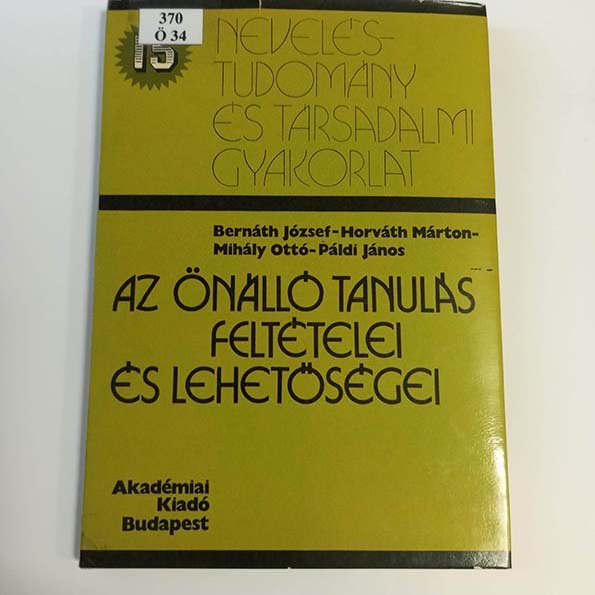 370
Ö 34
15
NEVELÉS-
TUDOMÁNY
ÉS TÁRSADALMI
GYAKORLAT
Bernáth József-Horváth Márton-
Mihály Ottó-Páldi János
AZ ÖNÁLLÓ TANULÁS
FELTÉTELEI
ÉS LEHETŐSÉGEI
Akadémiai
Kiadó
Budapest